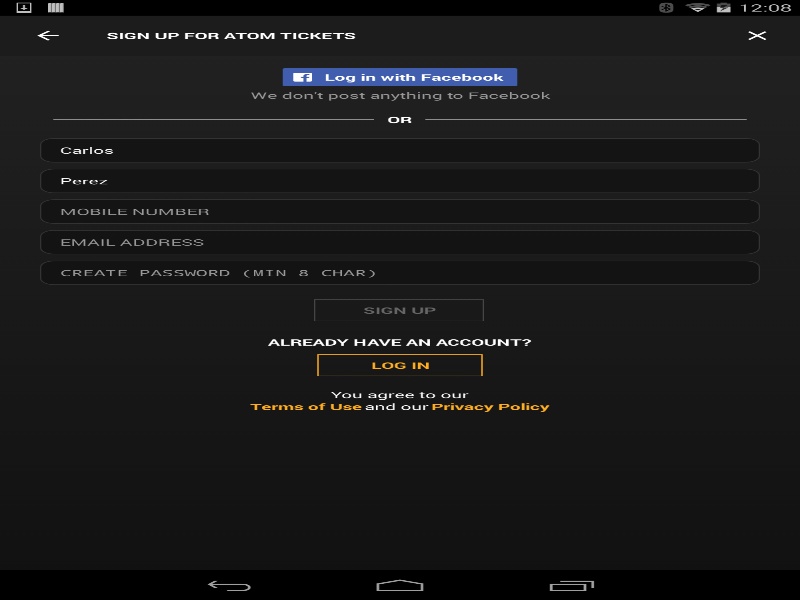 12:08
SIGN UP FOR ATOM TICKETS
Log in with Facebook
We don't post anything to Facebook
OR
Carlos
Perez
MOBILE NUMBER
EMAIL ADDRESS
CREATE PASSWORD (MIN 8 CHAR)
SIGN UP
ALREADY HAVE AN ACCOUNT?
LOG IN
You agree to our
Terms of Use and our Privacy Policy